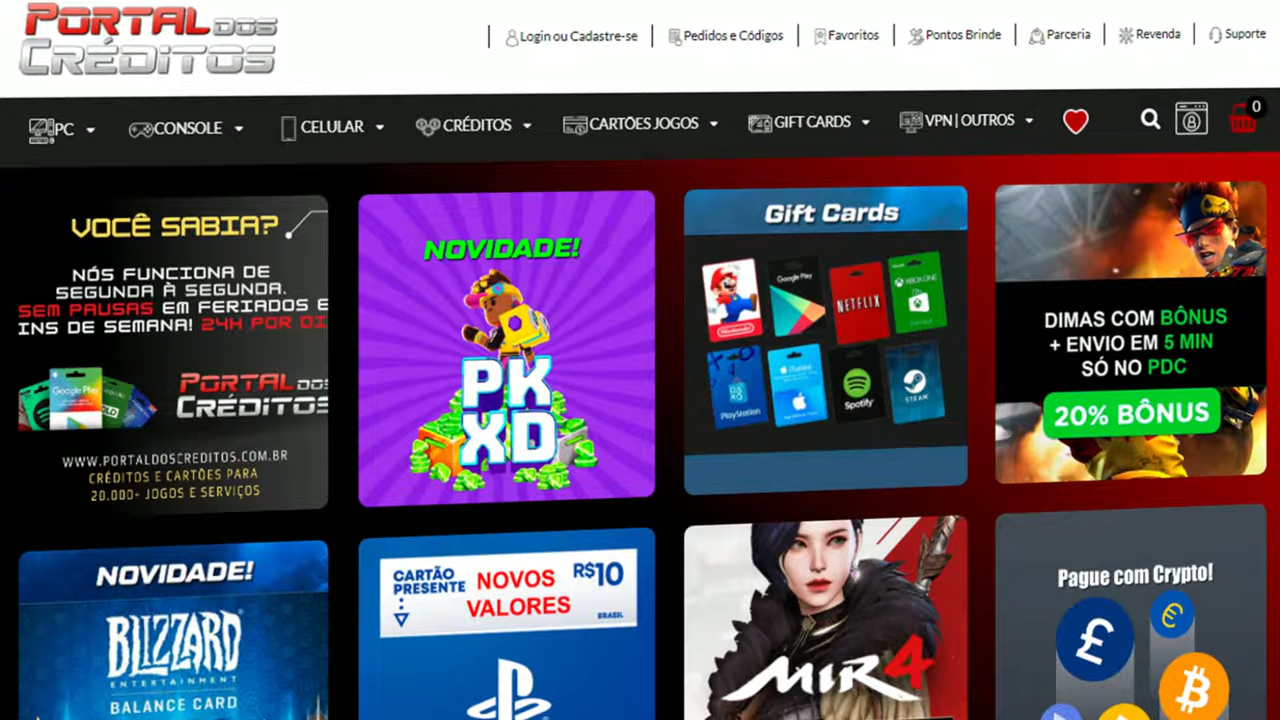 PORTAL DOS
CRÉDITOS
Login ou Cadastre-se
Pedidos e Códigos
Favoritos
Pontos Brinde
Parceria
Revenda
Suporte
PC
CONSOLE
CELULAR
CRÉDITOS
CARTÕES JOGOS
GIFT CARDS
VPN | OUTROS
0
VOCÊ SABIA?
NÓS FUNCIONA DE
SEGUNDA À SEGUNDA.
SEM PAUSAS EM FERIADOS E
INS DE SEMANA! 24H POR DI
Google Play
PORTAL DOS
CRÉDITOS
WWW.PORTALDOSCREDITOS.COM.BR
CRÉDITOS E CARTÕES PARA
20.000+ JOGOS E SERVIÇOS
NOVIDADE!
PK
XD
Gift Cards
Nintendo
Google Play
NETFLIX
XBOX ONE
PlayStation
iTunes
Spotify
STEAM
DIMAS COM BÔNUS
+ ENVIO EM 5 MIN
SÓ NO PDC
20% BÔNUS
NOVIDADE!
BLIZZARD
ENTERTAINMENT
BALANCE CARD
CARTÃO
PRESENTE
NOVOS
VALORES
R$10
BRASIL
MIR4
Pague com Crypto!